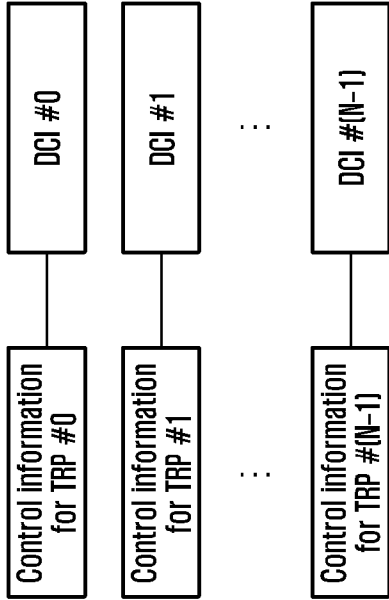 DCI #0
DCI #1
. . .
DCI #(N-1)
Control information
for TRP #0
Control information
for TRP #1
. . .
Control information
for TRP #(N-1)